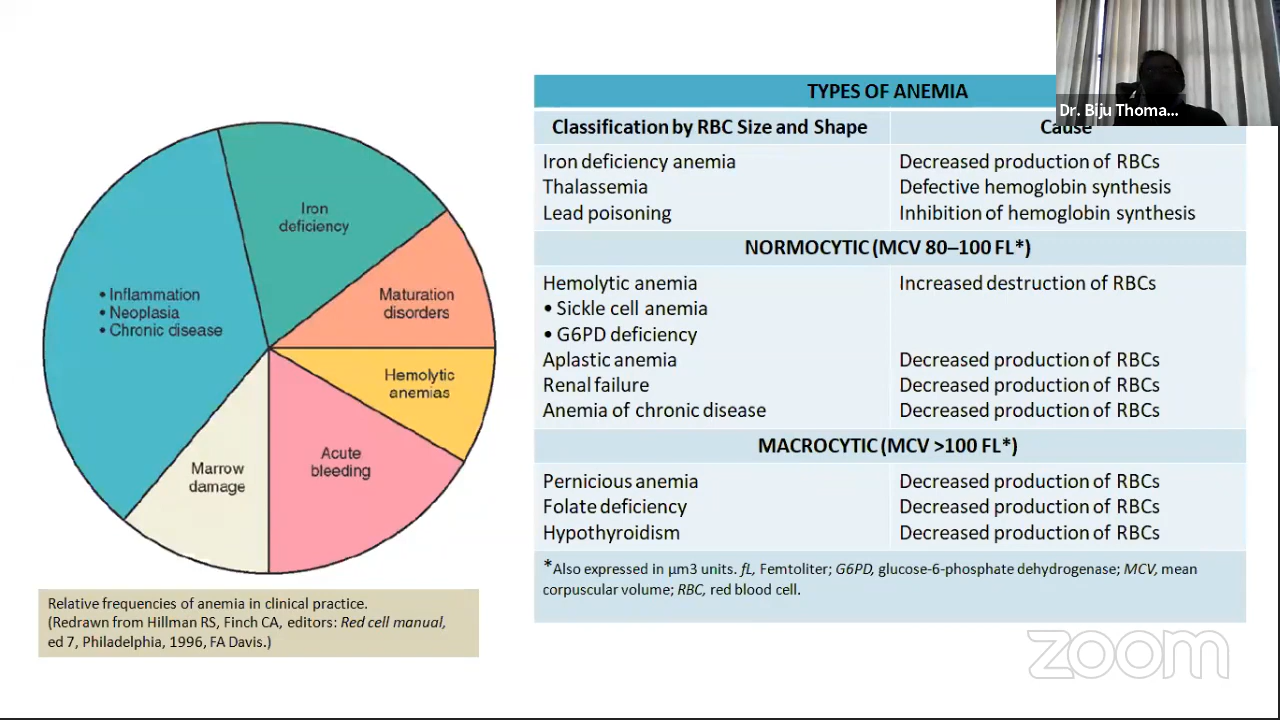 Dr. Biju Thoma...
TYPES OF ANEMIA
Classification by RBC Size and Shape
Cause
Iron deficiency anemia
Decreased production of RBCs
Thalassemia
Defective hemoglobin synthesis
Lead poisoning
Inhibition of hemoglobin synthesis
NORMOCYTIC (MCV 80–100 FL*)
Hemolytic anemia
Increased destruction of RBCs
• Sickle cell anemia
• G6PD deficiency
Aplastic anemia
Decreased production of RBCs
Renal failure
Decreased production of RBCs
Anemia of chronic disease
Decreased production of RBCs
MACROCYTIC (MCV >100 FL*)
Pernicious anemia
Decreased production of RBCs
Folate deficiency
Decreased production of RBCs
Hypothyroidism
Decreased production of RBCs
*Also expressed in µm3 units. fL, Femtoliter; G6PD, glucose-6-phosphate dehydrogenase; MCV, mean
corpuscular volume; RBC, red blood cell.
Iron
deficiency
Maturation
disorders
• Inflammation
• Neoplasia
• Chronic disease
Hemolytic
anemias
Acute
bleeding
Marrow
damage
Relative frequencies of anemia in clinical practice.
(Redrawn from Hillman RS, Finch CA, editors: Red cell manual,
ed 7, Philadelphia, 1996, FA Davis.)
zoom